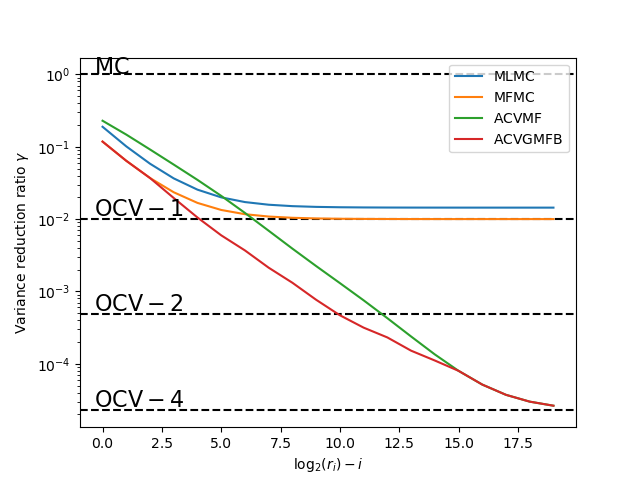 MC
OCV − 1
OCV − 2
OCV − 4
MLMC
MFMC
ACVMF
ACVGMFB
Variance reduction ratio γ
10⁰
10⁻¹
10⁻²
10⁻³
10⁻⁴
0.0 2.5 5.0 7.5 10.0 12.5 15.0 17.5
log₂(rᵢ) − i